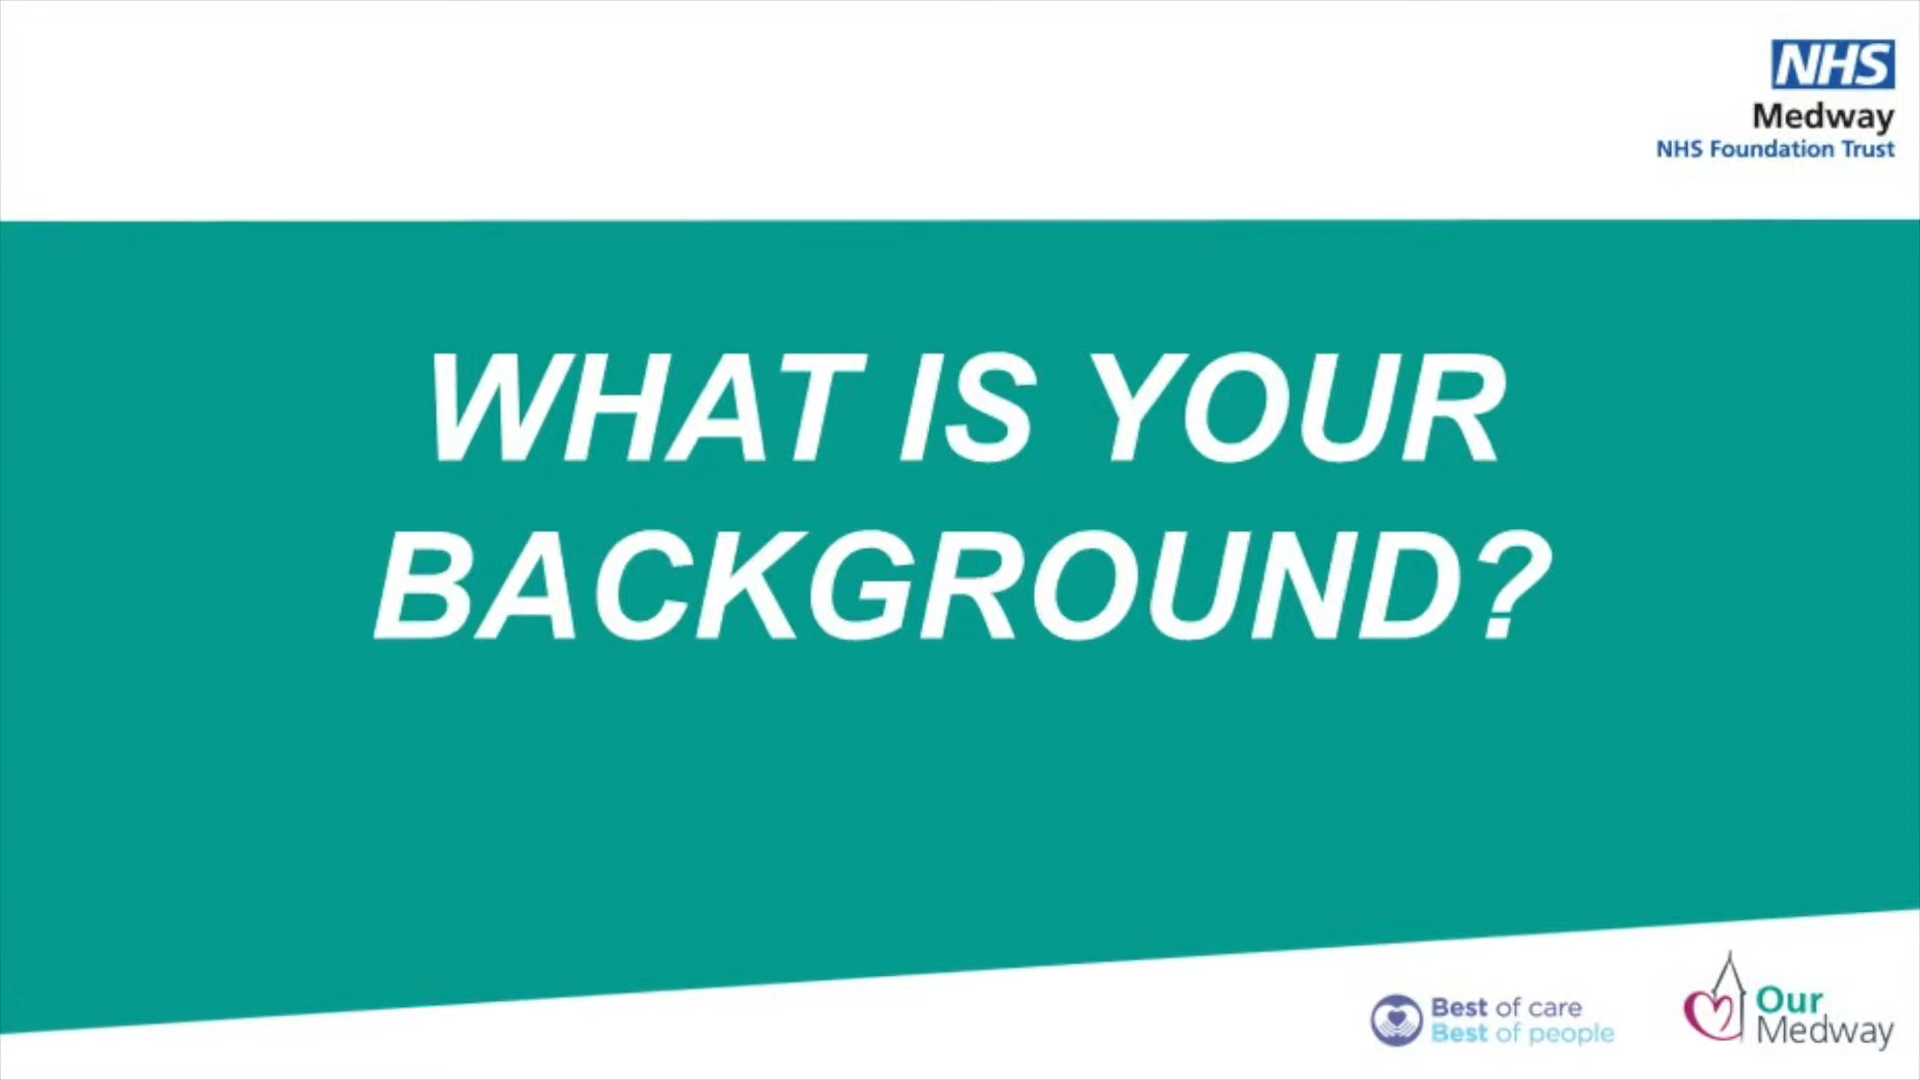 NHS
Medway
NHS Foundation Trust
WHAT IS YOUR
BACKGROUND?
Best of care
Best of people
Our
Medway